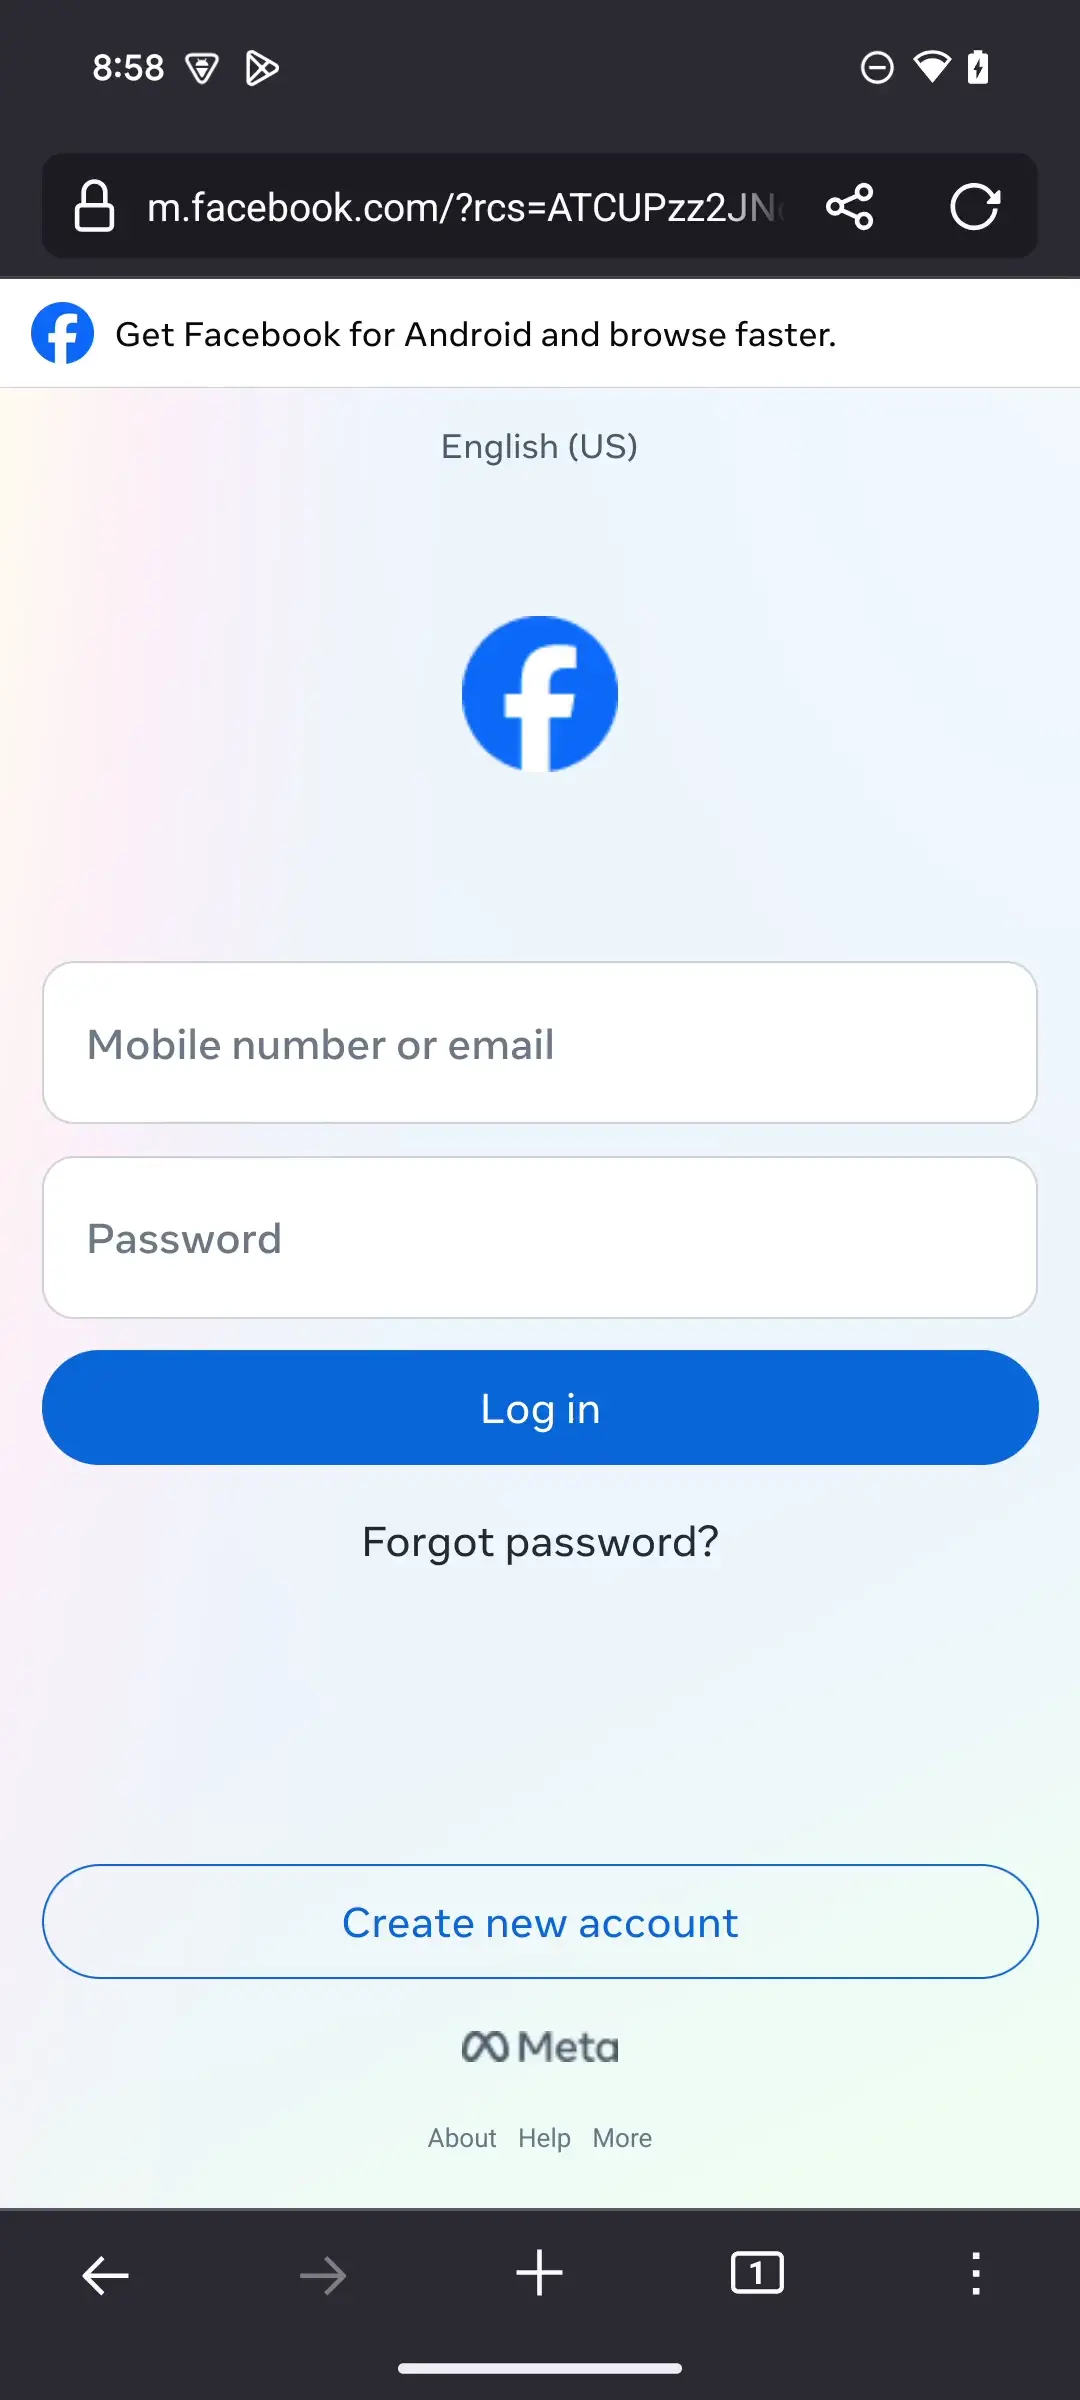 8:58
m.facebook.com/?rcs=ATCUPzz2JN
Get Facebook for Android and browse faster.
English (US)
Mobile number or email
Password
Log in
Forgot password?
Create new account
Meta
About Help More
1